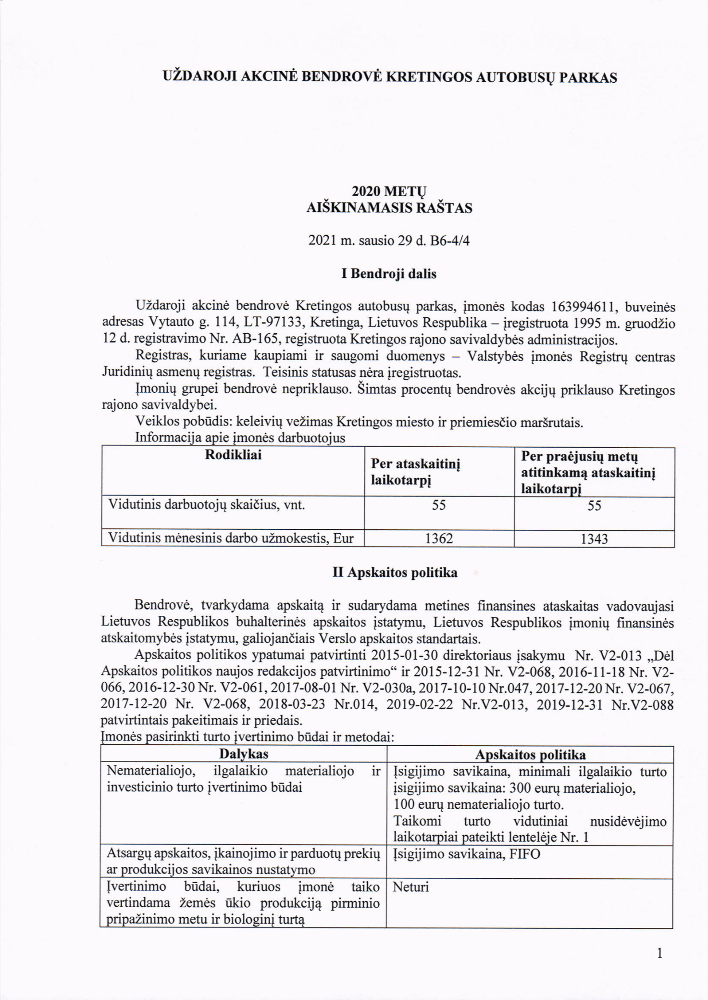 UŽDAROJI AKCINĖ BENDROVĖ KRETINGOS AUTOBUSŲ PARKAS
2020 METŲ
AIŠKINAMASIS RAŠTAS
2021 m. sausio 29 d. B6-4/4
I Bendroji dalis
Uždaroji akcinė bendrovė Kretingos autobusų parkas, įmonės kodas 163994611, buveinės
adresas Vytauto g. 114, LT-97133, Kretinga, Lietuvos Respublika – įregistruota 1995 m. gruodžio
12 d. registravimo Nr. AB-165, registruota Kretingos rajono savivaldybės administracijos.
Registras, kuriame kaupiami ir saugomi duomenys – Valstybės įmonės Registrų centras
Juridinių asmenų registras. Teisinis statusas nėra įregistruotas.
Įmonių grupei bendrovė nepriklauso. Šimtas procentų bendrovės akcijų priklauso Kretingos
rajono savivaldybei.
Veiklos pobūdis: keleivių vežimas Kretingos miesto ir priemiesčio maršrutais.
Informacija apie įmonės darbuotojus
Rodikliai
Per ataskaitinį
laikotarpį
Per praėjusių metų
atitinkamą ataskaitinį
laikotarpį
Vidutinis darbuotojų skaičius, vnt. 55 55
Vidutinis mėnesinis darbo užmokestis, Eur 1362 1343
II Apskaitos politika
Bendrovė, tvarkydama apskaitą ir sudarydama metines finansines ataskaitas vadovaujasi
Lietuvos Respublikos buhalterinės apskaitos įstatymu, Lietuvos Respublikos įmonių finansinės
atskaitomybės įstatymu, galiojančiais Verslo apskaitos standartais.
Apskaitos politikos ypatumai patvirtinti 2015-01-30 direktoriaus įsakymu Nr. V2-013 „Dėl
Apskaitos politikos naujos redakcijos patvirtinimo“ ir 2015-12-31 Nr. V2-068, 2016-11-18 Nr. V2-
066, 2016-12-30 Nr. V2-061, 2017-08-01 Nr. V2-030a, 2017-10-10 Nr.047, 2017-12-20 Nr. V2-067,
2017-12-20 Nr. V2-068, 2018-03-23 Nr.014, 2019-02-22 Nr.V2-013, 2019-12-31 Nr.V2-088
patvirtintais pakeitimais ir priedais.
Įmonės pasirinkti turto įvertinimo būdai ir metodai:
Dalykas Apskaitos politika
Nematerialiojo, ilgalaikio materialiojo ir
investicinio turto įvertinimo būdai
Įsigijimo savikaina, minimali ilgalaikio turto
įsigijimo savikaina: 300 eurų materialiojo,
100 eurų nematerialiojo turto.
Taikomi turto vidutiniai nusidėvėjimo
laikotarpiai pateikti lentelėje Nr. 1
Atsargų apskaitos, įkainojimo ir parduotų prekių
ar produkcijos savikainos nustatymo
Įsigijimo savikaina, FIFO
Įvertinimo būdai, kuriuos įmonė taiko
vertindama žemės ūkio produkciją pirminio
pripažinimo metu ir biologinį turtą
Neturi
1